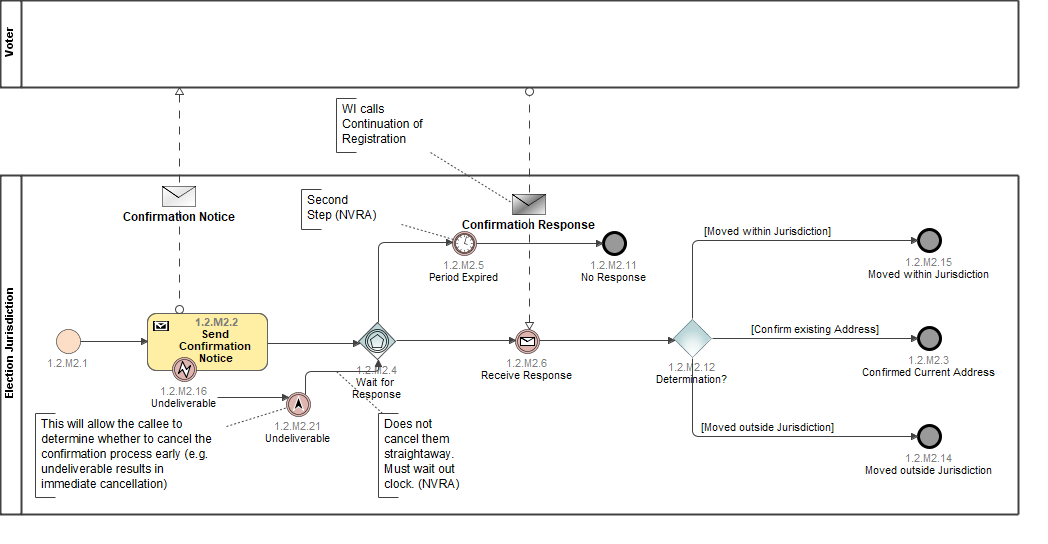 Voter
WI calls
Continuation of
Registration
Confirmation Notice
Second
Step (NVRA)
Confirmation Response
[Moved within Jurisdiction]
1.2.M2.5
Period Expired
1.2.M2.11
No Response
1.2.M2.15
Moved within Jurisdiction
Election Jurisdiction
1.2.M2.1
1.2.M2.2
Send
Confirmation
Notice
1.2.M2.4
Wait for
Response
1.2.M2.6
Receive Response
1.2.M2.12
Determination?
[Confirm existing Address]
1.2.M2.3
Confirmed Current Address
1.2.M2.16
Undeliverable
1.2.M2.21
Undeliverable
This will allow the callee to
determine whether to cancel the
confirmation process early (e.g.
undeliverable results in
immediate cancellation)
Does not
cancel them
straightaway.
Must wait out
clock. (NVRA)
[Moved outside Jurisdiction]
1.2.M2.14
Moved outside Jurisdiction